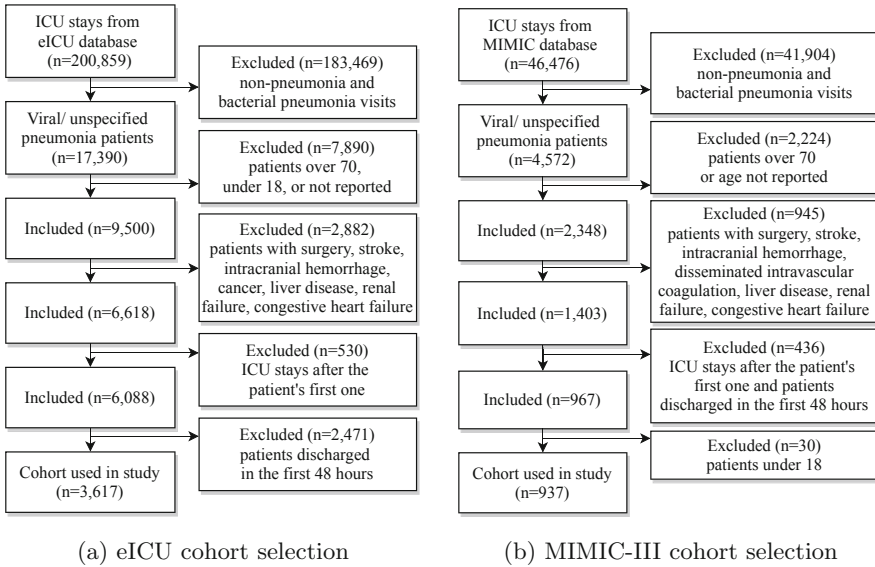 ICU stays from
eICU database
(n=200,859)
Excluded (n=183,469)
non-pneumonia and
bacterial pneumonia visits
Viral/ unspecified
pneumonia patients
(n=17,390)
Excluded (n=7,890)
patients over 70,
under 18, or not reported
Included (n=9,500)
Excluded (n=2,882)
patients with surgery, stroke,
intracranial hemorrhage,
cancer, liver disease, renal
failure, congestive heart failure
Included (n=6,618)
Excluded (n=530)
ICU stays after the
patient's first one
Included (n=6,088)
Excluded (n=2,471)
patients discharged
in the first 48 hours
Cohort used in study
(n=3,617)
(a) eICU cohort selection
ICU stays from
MIMIC database
(n=46,476)
Excluded (n=41,904)
non-pneumonia and
bacterial pneumonia visits
Viral/ unspecified
pneumonia patients
(n=4,572)
Excluded (n=2,224)
patients over 70
or age not reported
Included (n=2,348)
Excluded (n=945)
patients with surgery, stroke,
intracranial hemorrhage,
disseminated intravascular
coagulation, liver disease, renal
failure, congestive heart failure
Included (n=1,403)
Excluded (n=436)
ICU stays after the patient's
first one and patients
discharged in the first 48 hours
Included (n=967)
Excluded (n=30)
patients under 18
Cohort used in study
(n=937)
(b) MIMIC-III cohort selection